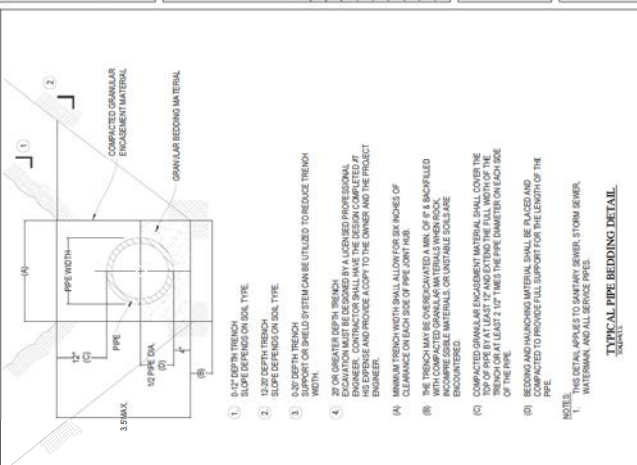 2
1
COMPACTED GRANULAR
ENCASEMENT MATERIAL
GRANULAR BEDDING MATERIAL
(A)
PIPE WIDTH
12"
(C)
PIPE
1/2 PIPE DIA.
(D)
4"
(B)
3.5 MAX.
1. 0-12" DEPTH TRENCH
SLOPE DEPENDS ON SOIL TYPE.
2. 12-20' DEPTH TRENCH
SLOPE DEPENDS ON SOIL TYPE.
3. 0-20' DEPTH TRENCH
SUPPORT OR SHIELD SYSTEM CAN BE UTILIZED TO REDUCE TRENCH
WIDTH.
4. 20' OR GREATER DEPTH TRENCH
EXCAVATION MUST BE DESIGNED BY A LICENSED PROFESSIONAL
ENGINEER. CONTRACTOR SHALL HAVE THE DESIGN COMPLETED AT
HIS EXPENSE AND PROVIDE A COPY TO THE OWNER AND THE PROJECT
ENGINEER.
(A) MINIMUM TRENCH WIDTH SHALL ALLOW FOR SIX INCHES OF
CLEARANCE ON EACH SIDE OF PIPE JOINT HUB.
(B) THE TRENCH MAY BE OVEREXCAVATED A MIN. OF 6" & BACKFILLED
WITH COMPACTED GRANULAR MATERIALS WHEN ROCK,
INCOMPRESSIBLE MATERIALS, OR UNSTABLE SOILS ARE
ENCOUNTERED.
(C) COMPACTED GRANULAR ENCASEMENT MATERIAL SHALL COVER THE
TOP OF PIPE BY AT LEAST 12" AND EXTEND THE FULL WIDTH OF THE
TRENCH OR AT LEAST 2 1/2" TIMES THE PIPE DIAMETER ON EACH SIDE
OF THE PIPE.
(D) BEDDING AND HAUNCHING MATERIAL SHALL BE PLACED AND
COMPACTED TO PROVIDE FULL SUPPORT FOR THE LENGTH OF THE
PIPE.
NOTES:
1. THIS DETAIL APPLIES TO SANITARY SEWER, STORM SEWER,
WATERMAIN, AND ALL SERVICE PIPES.
TYPICAL PIPE BEDDING DETAIL